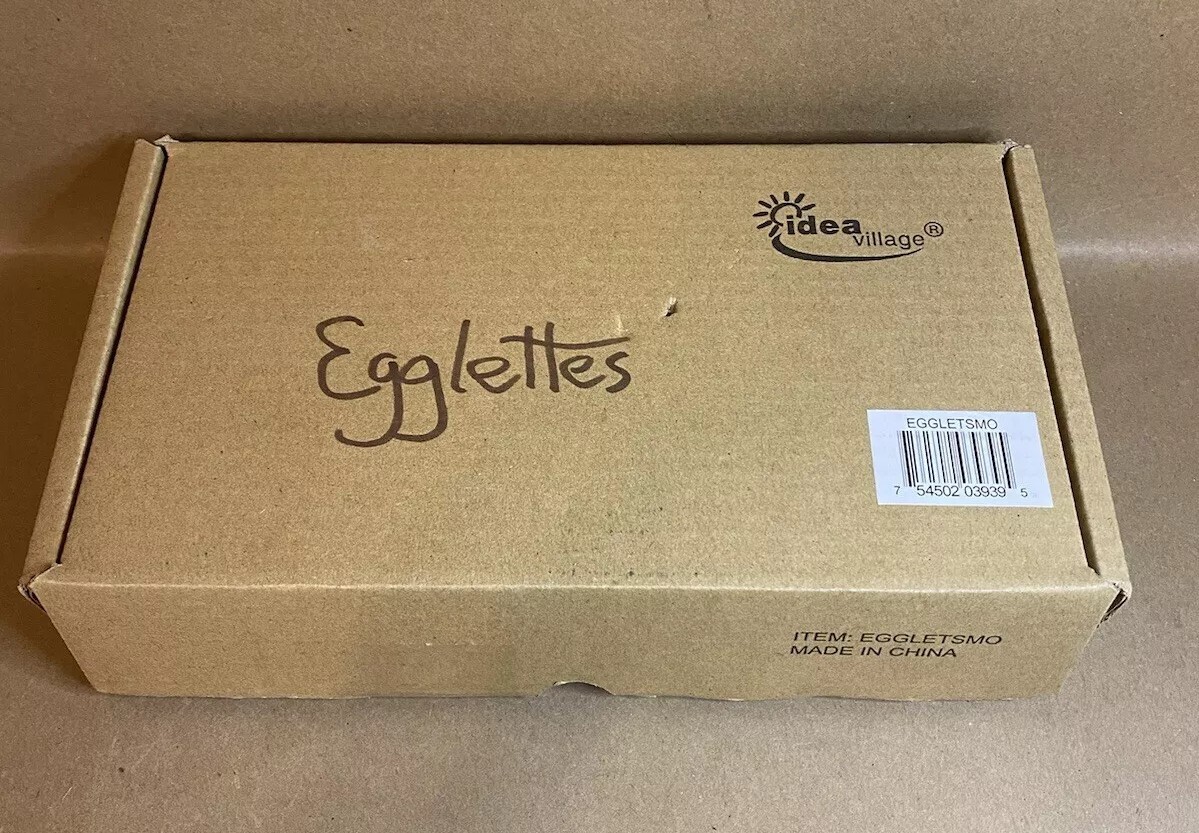 idea
village®
Egglettes
EGGLETSMO
7 54502 03939 5
ITEM: EGGLETSMO
MADE IN CHINA